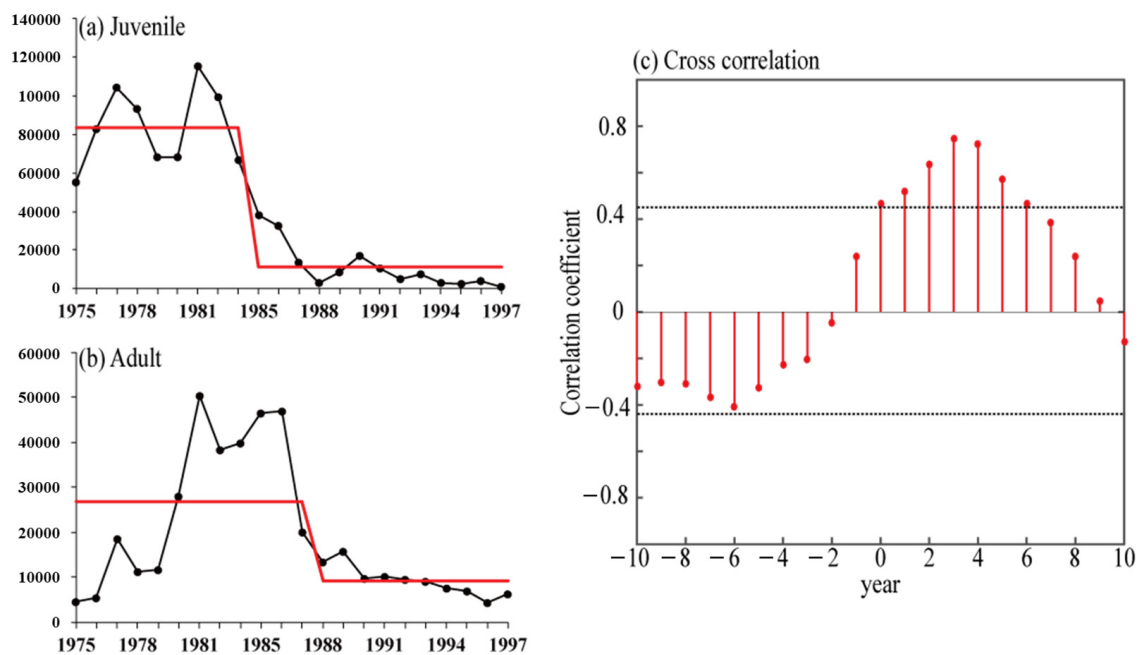 (a) Juvenile
140000
120000
10000
80000
60000
40000
20000
0
1975 1978 1981 1985 1988 1991 1994 1997
(b) Adult
60000
50000
40000
30000
20000
10000
0
1975 1978 1981 1985 1988 1991 1994 1997
(c) Cross correlation
Correlation coefficient
0.8
0.4
0
−0.4
−0.8
−10 −8 −6 −4 −2 0 2 4 6 8 10
year